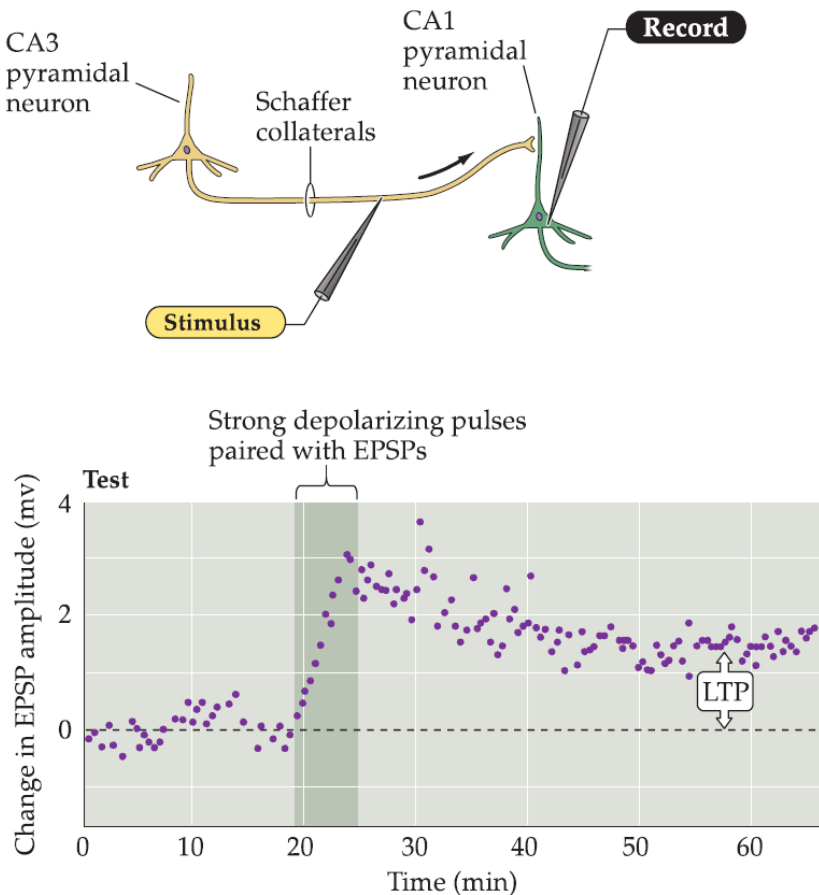 CA3
pyramidal
neuron
Schaffer
collaterals
CA1
pyramidal
neuron
Record
Stimulus
Strong depolarizing pulses
paired with EPSPs
Test
Change in EPSP amplitude (mv)
4
2
0
LTP
0 10 20 30 40 50 60
Time (min)